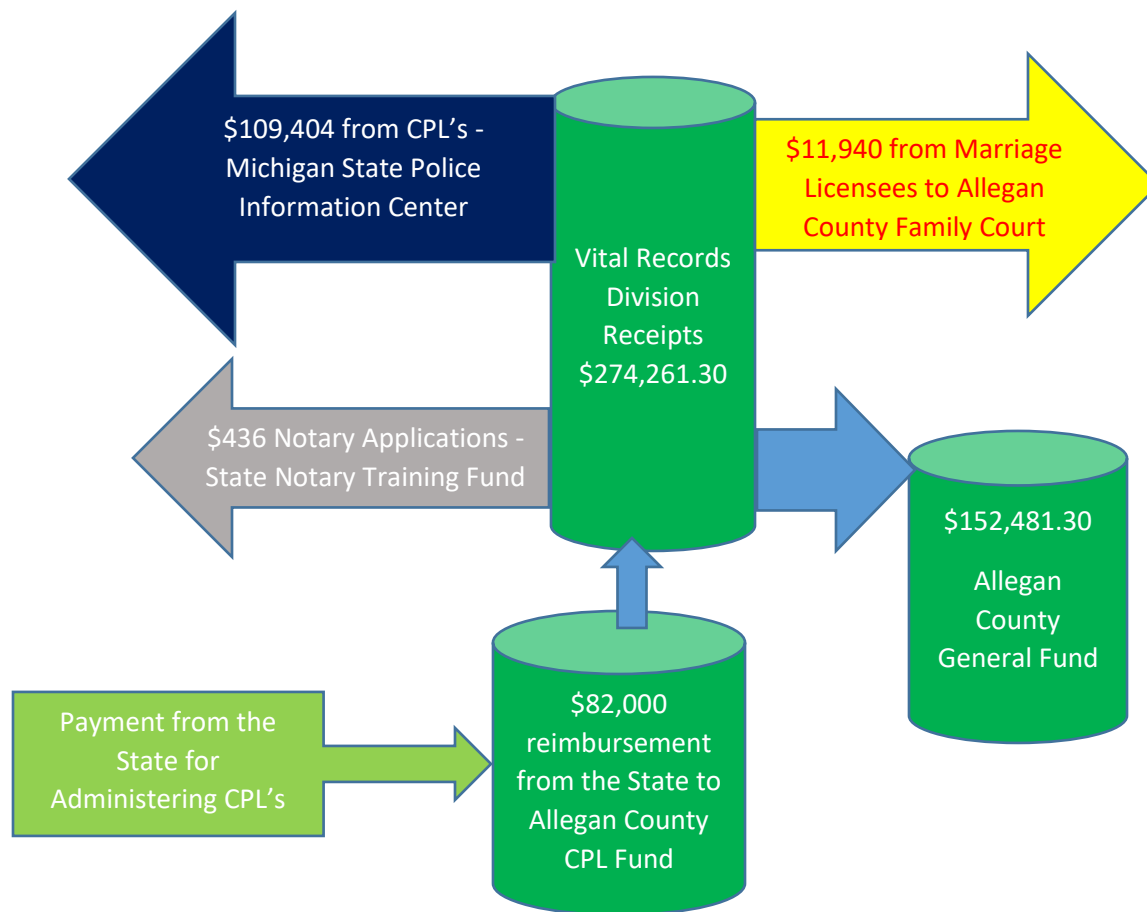 $109,404 from CPL’s -
Michigan State Police
Information Center
$11,940 from Marriage
Licensees to Allegan
County Family Court
Vital Records
Division
Receipts
$274,261.30
$436 Notary Applications -
State Notary Training Fund
$152,481.30
Allegan
County
General Fund
Payment from the
State for
Administering CPL’s
$82,000
reimbursement
from the State to
Allegan County
CPL Fund